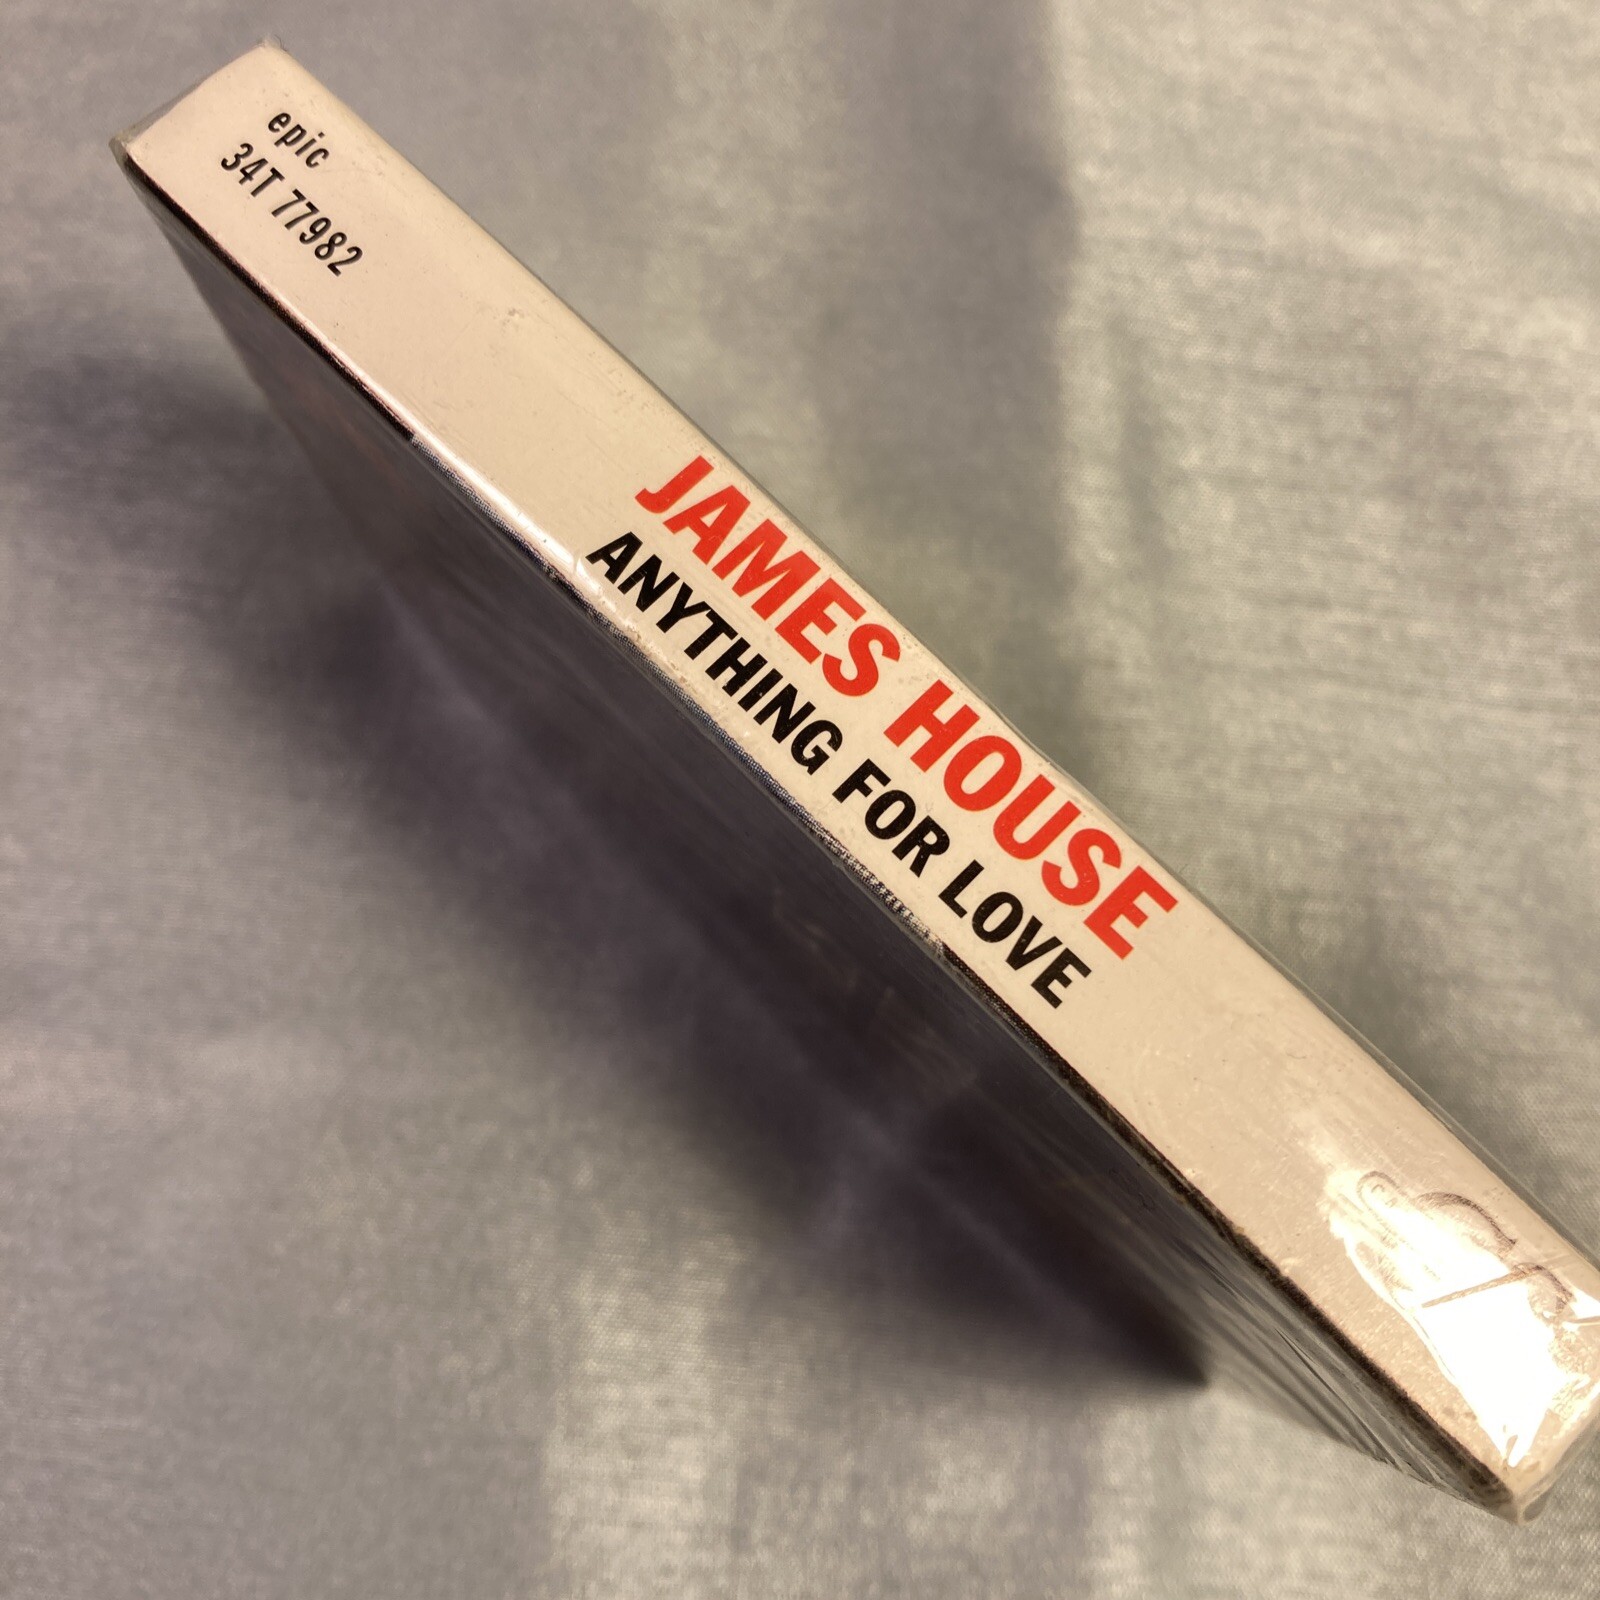 epic
34T 77982
JAMES HOUSE
ANYTHING FOR LOVE